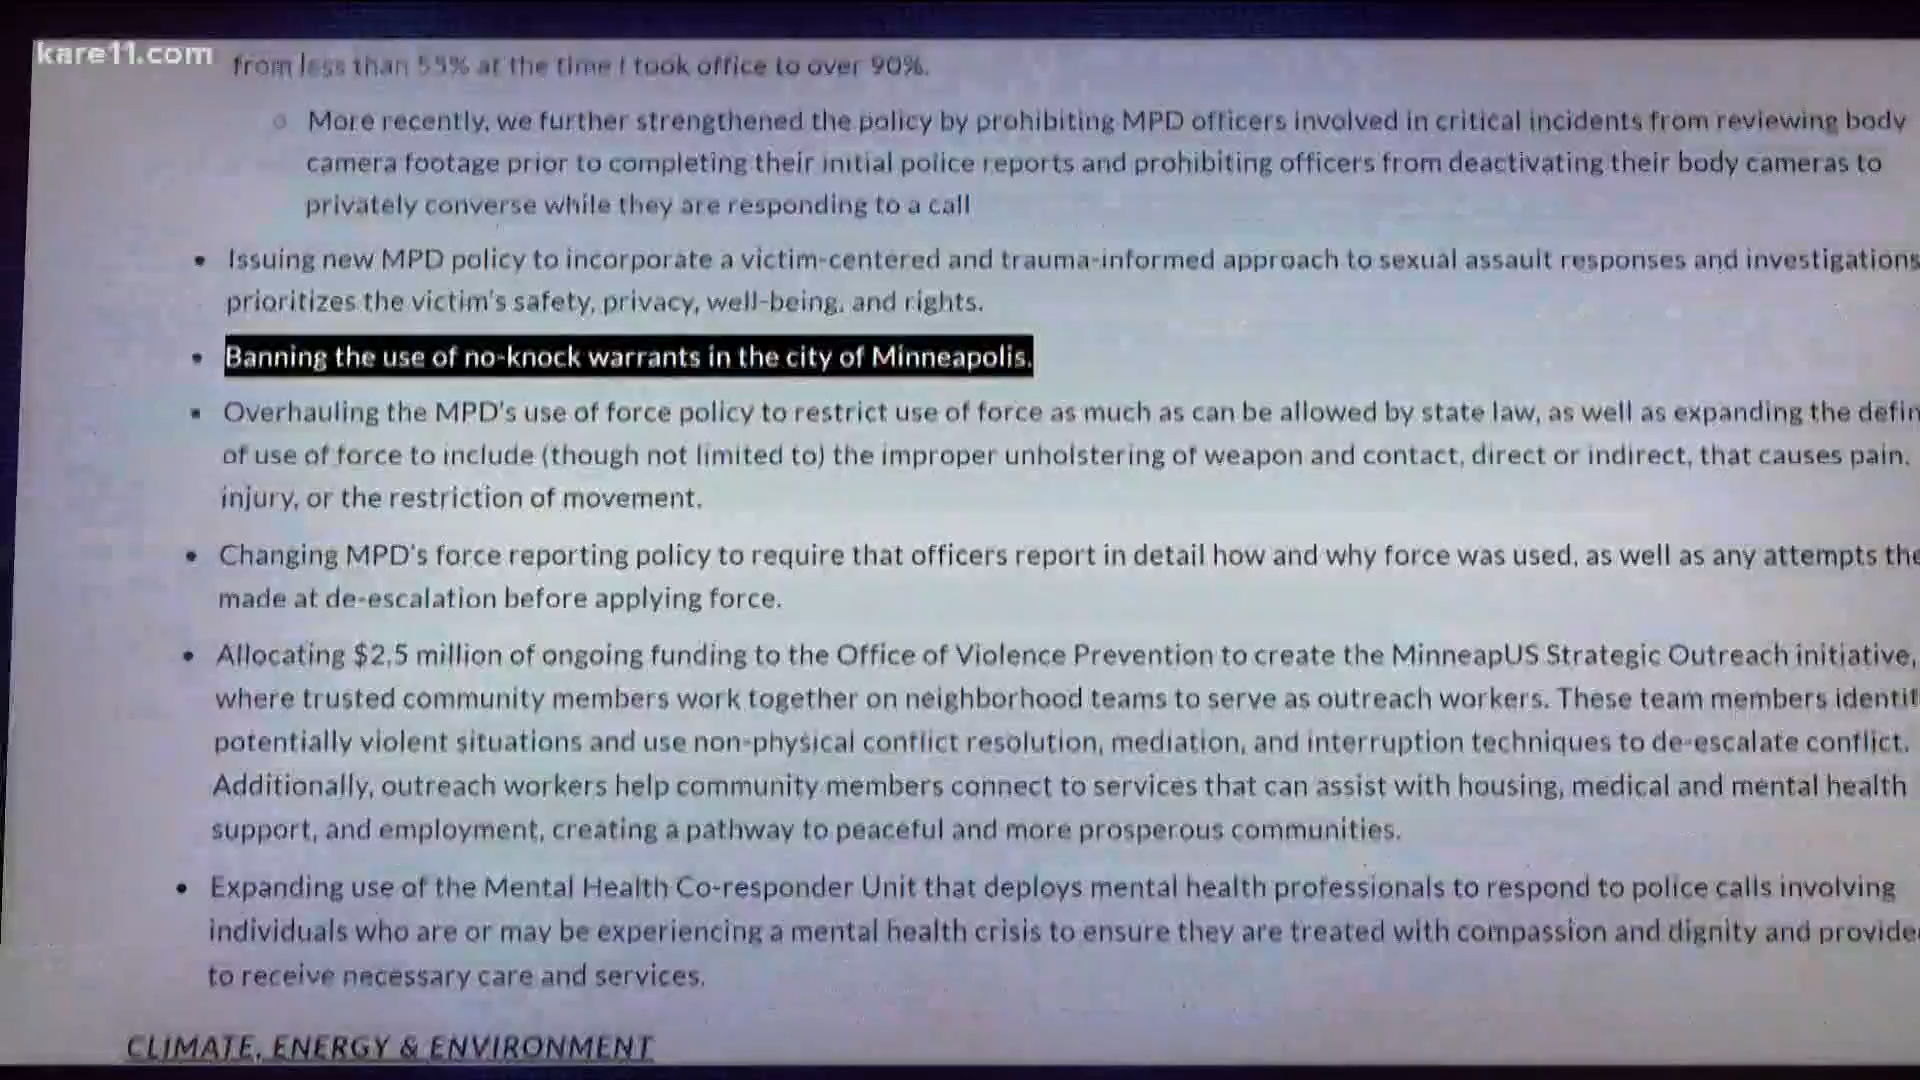 kare11.com
from less than 55% at the time I took office to over 90%.
More recently, we further strengthened the policy by prohibiting MPD officers involved in critical incidents from reviewing body
camera footage prior to completing their initial police reports and prohibiting officers from deactivating their body cameras to
privately converse while they are responding to a call
Issuing new MPD policy to incorporate a victim-centered and trauma-informed approach to sexual assault responses and investigations
prioritizes the victim's safety, privacy, well-being, and rights.
Banning the use of no-knock warrants in the city of Minneapolis.
Overhauling the MPD's use of force policy to restrict use of force as much as can be allowed by state law, as well as expanding the defin
of use of force to include (though not limited to) the improper unholstering of weapon and contact, direct or indirect, that causes pain,
injury, or the restriction of movement.
Changing MPD's force reporting policy to require that officers report in detail how and why force was used, as well as any attempts the
made at de-escalation before applying force.
Allocating $2.5 million of ongoing funding to the Office of Violence Prevention to create the MinneapUS Strategic Outreach initiative,
where trusted community members work together on neighborhood teams to serve as outreach workers. These team members identif
potentially violent situations and use non-physical conflict resolution, mediation, and interruption techniques to de-escalate conflict.
Additionally, outreach workers help community members connect to services that can assist with housing, medical and mental health
support, and employment, creating a pathway to peaceful and more prosperous communities.
Expanding use of the Mental Health Co-responder Unit that deploys mental health professionals to respond to police calls involving
individuals who are or may be experiencing a mental health crisis to ensure they are treated with compassion and dignity and provide
to receive necessary care and services.
CLIMATE, ENERGY & ENVIRONMENT